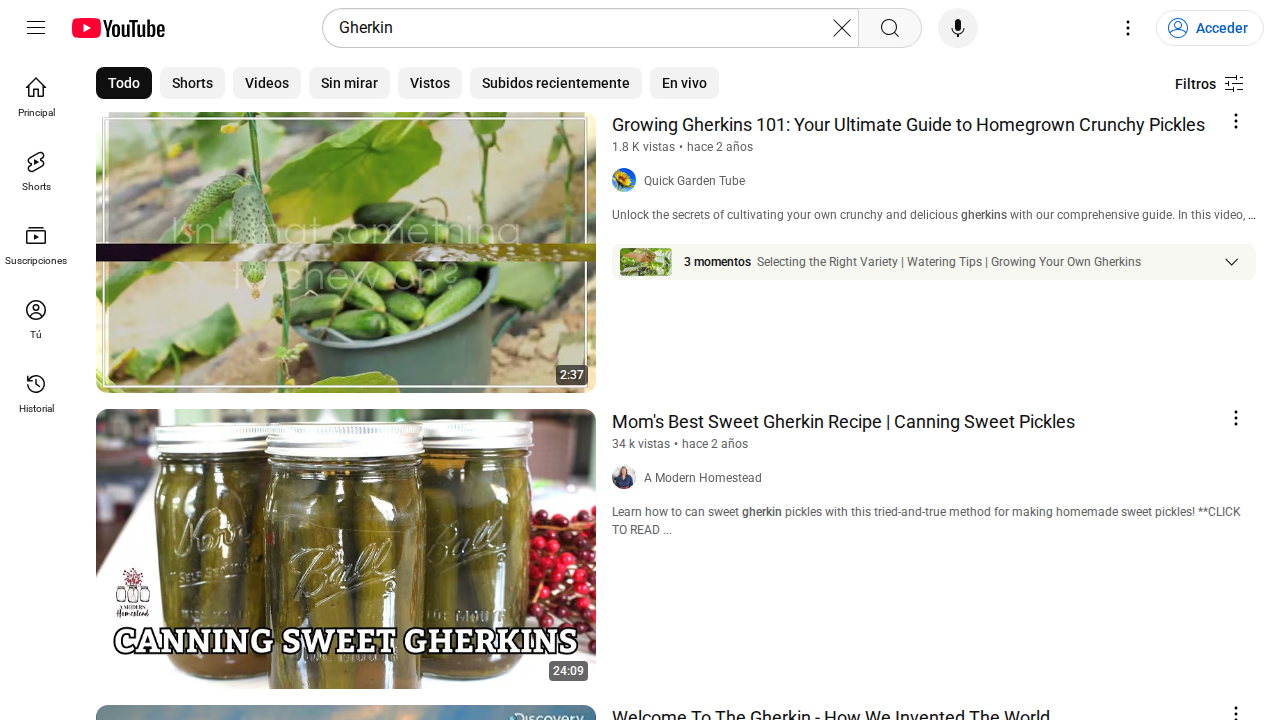 YouTube
Gherkin
Acceder
Principal
Shorts
Suscripciones
Tú
Historial
Todo
Shorts
Videos
Sin mirar
Vistos
Subidos recientemente
En vivo
Filtros
Isn't that something
to chew on?
2:37
Growing Gherkins 101: Your Ultimate Guide to Homegrown Crunchy Pickles
1.8 K vistas • hace 2 años
Quick Garden Tube
Unlock the secrets of cultivating your own crunchy and delicious gherkins with our comprehensive guide. In this video, ...
3 momentos Selecting the Right Variety | Watering Tips | Growing Your Own Gherkins
Kerr
Ball
Ball
A MODERN
Homestead
CANNING SWEET GHERKINS
24:09
Mom's Best Sweet Gherkin Recipe | Canning Sweet Pickles
34 k vistas • hace 2 años
A Modern Homestead
Learn how to can sweet gherkin pickles with this tried-and-true method for making homemade sweet pickles! **CLICK
TO READ ...
Discovery
Welcome To The Gherkin - How We Invented The World